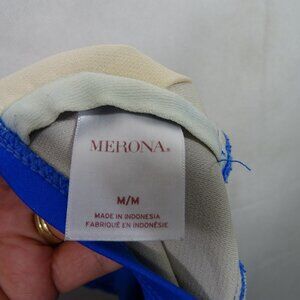 MERONA®
M/M
MADE IN INDONESIA
FABRIQUÉ EN INDONÉSIE